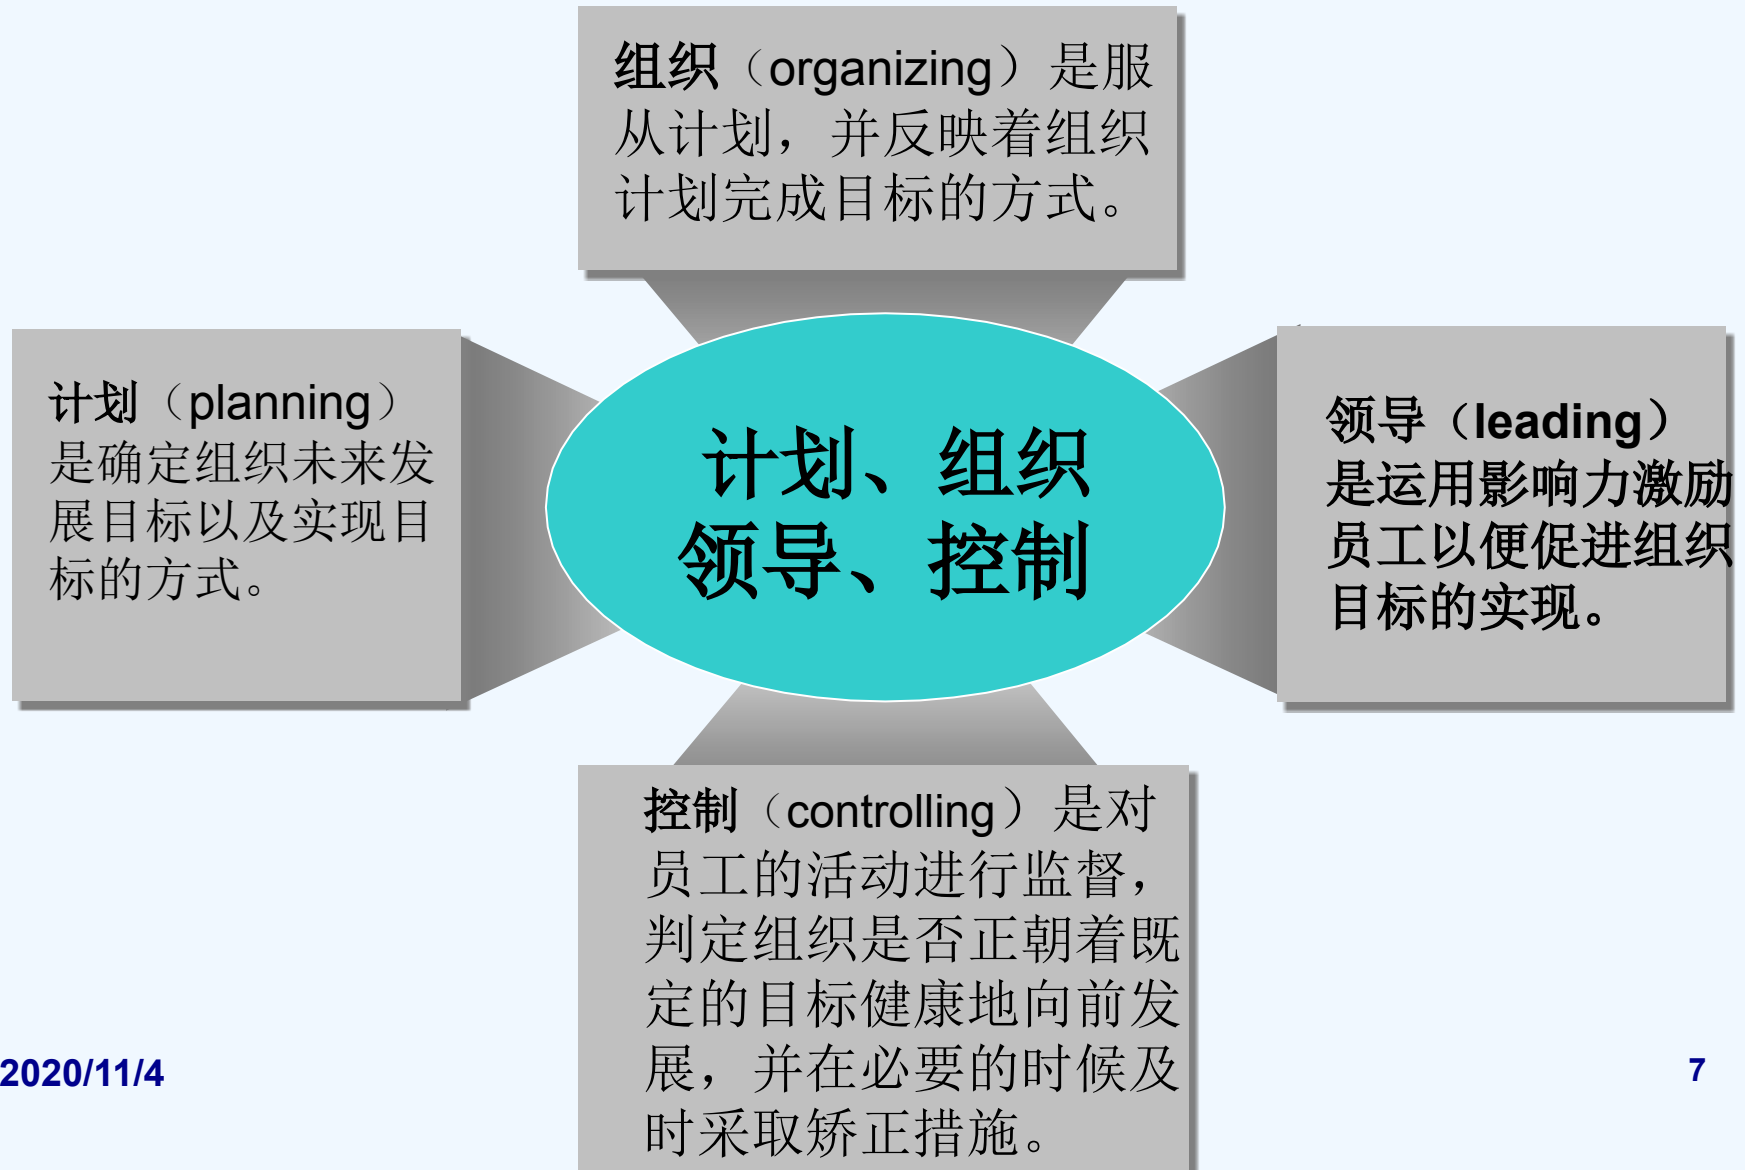 组织（organizing）是服
从计划，并反映着组织
计划完成目标的方式。
计划（planning）
是确定组织未来发
展目标以及实现目
标的方式。
计划、组织
领导、控制
领导（leading）
是运用影响力激励
员工以便促进组织
目标的实现。
控制（controlling）是对
员工的活动进行监督，
判定组织是否正朝着既
定的目标健康地向前发
展，并在必要的时候及
时采取矫正措施。
2020/11/4
7